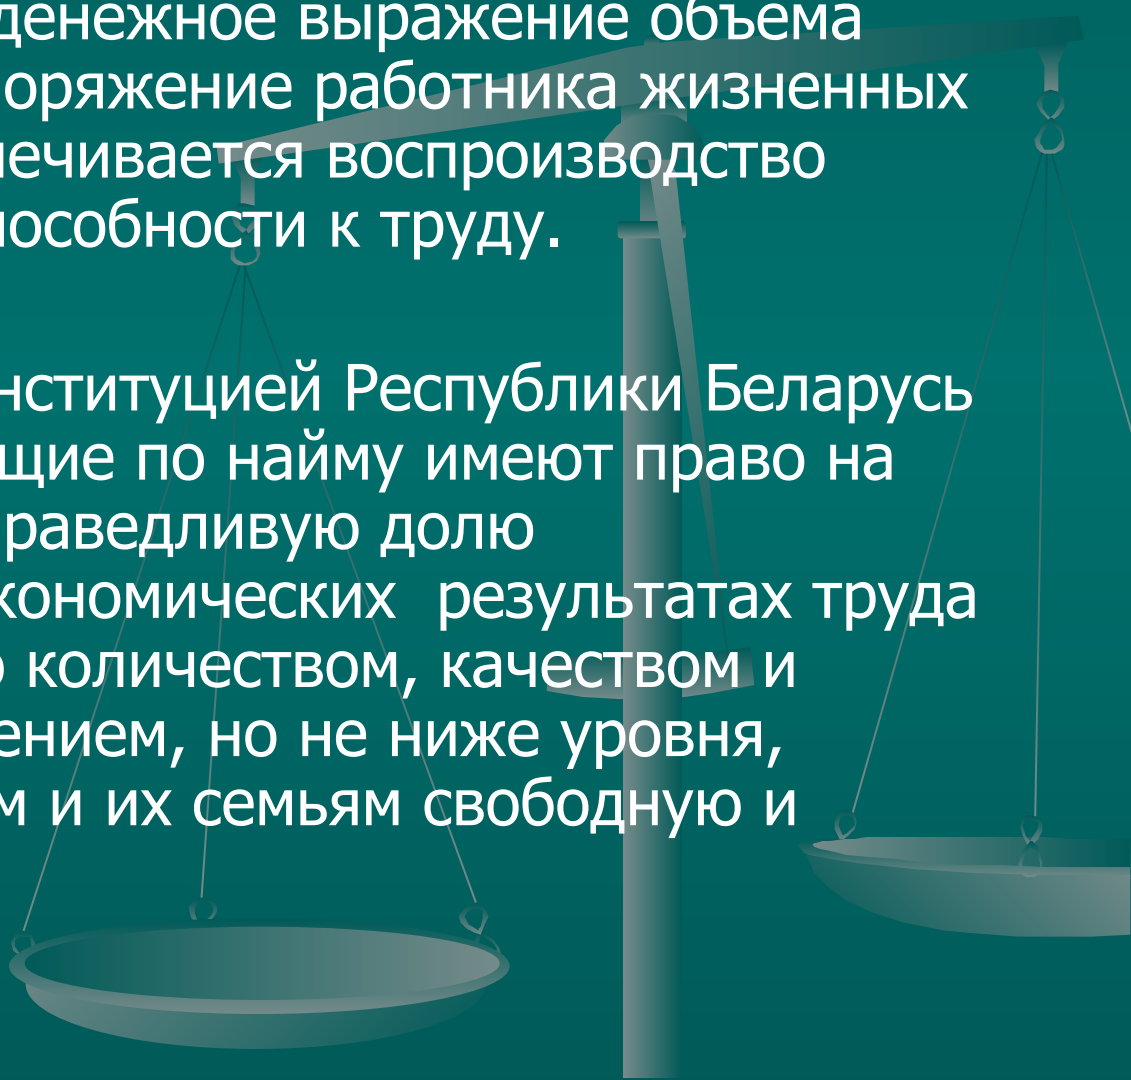 денежное выражение объема
оряжение работника жизненных
ечивается воспроизводство
особности к труду.
нституцией Республики Беларусь
щие по найму имеют право на
раведливую долю
кономических результатах труда
количеством, качеством и
ением, но не ниже уровня,
м и их семьям свободную и